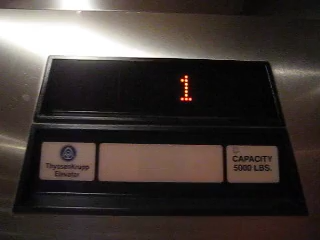 1
ThyssenKrupp
Elevator
CAPACITY
5000 LBS.